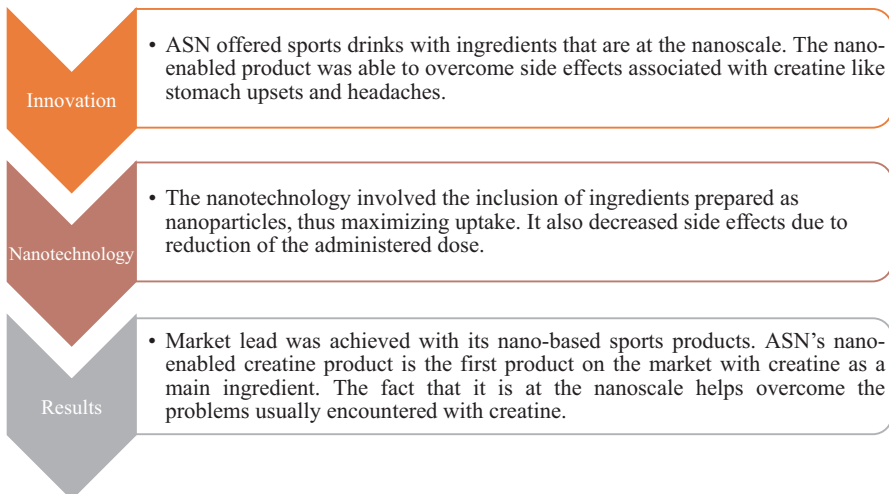 Innovation
• ASN offered sports drinks with ingredients that are at the nanoscale. The nano-
enabled product was able to overcome side effects associated with creatine like
stomach upsets and headaches.
Nanotechnology
• The nanotechnology involved the inclusion of ingredients prepared as
nanoparticles, thus maximizing uptake. It also decreased side effects due to
reduction of the administered dose.
Results
• Market lead was achieved with its nano-based sports products. ASN’s nano-
enabled creatine product is the first product on the market with creatine as a
main ingredient. The fact that it is at the nanoscale helps overcome the
problems usually encountered with creatine.